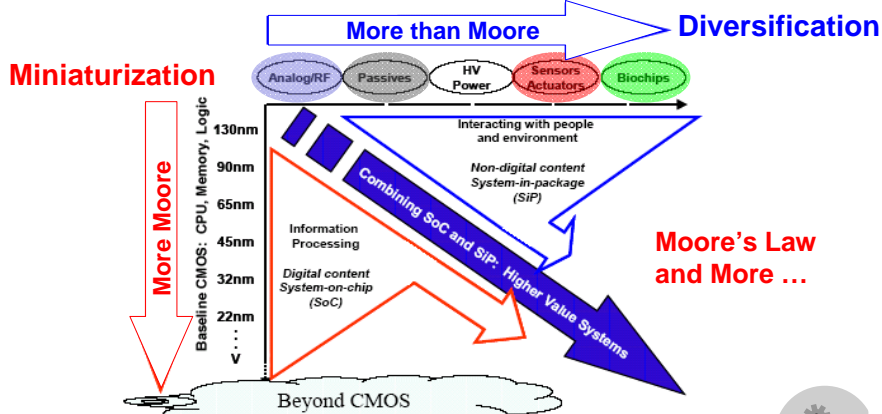 More than Moore
Diversification
Miniaturization
Analog/RF
Passives
HV
Power
Sensors
Actuators
Biochips
More Moore
Baseline CMOS: CPU, Memory, Logic
130nm
90nm
65nm
45nm
32nm
22nm
V
Interacting with people
and environment
Non-digital content
System-in-package
(SiP)
Combining SoC and SiP: Higher Value Systems
Information
Processing
Digital content
System-on-chip
(SoC)
Moore's Law
and More …
Beyond CMOS